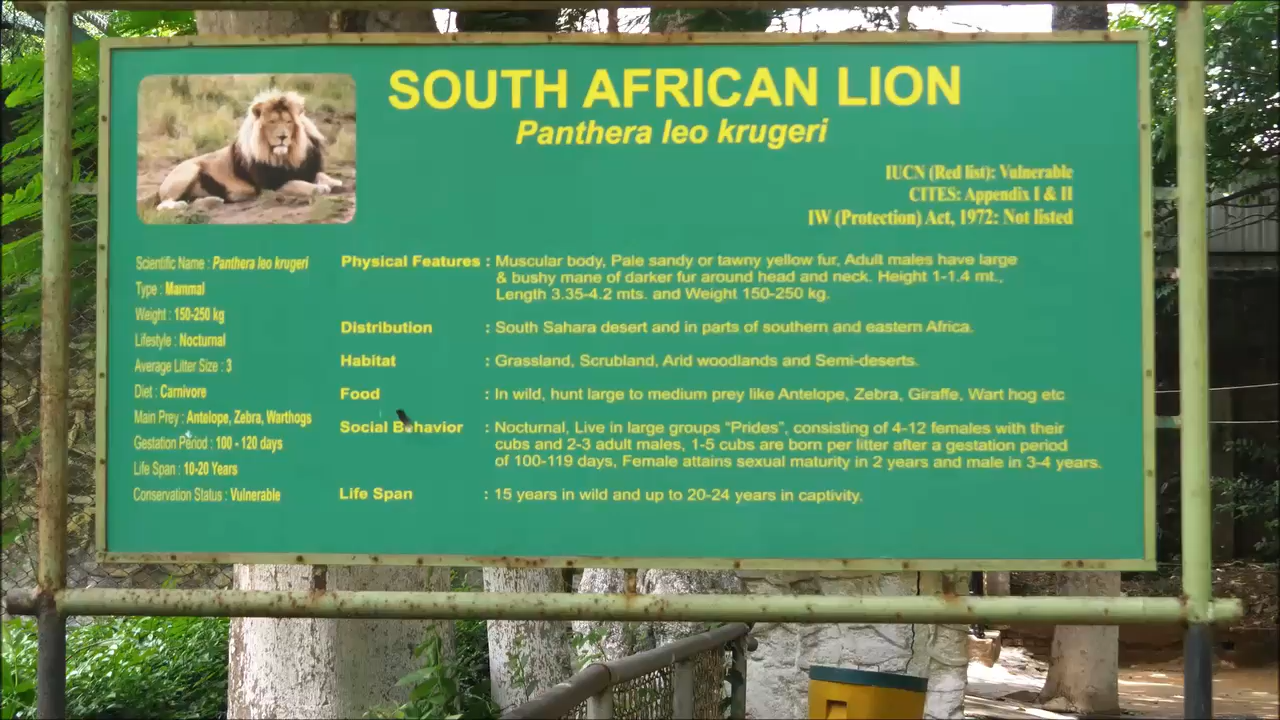 SOUTH AFRICAN LION
Panthera leo krugeri
IUCN (Red list): Vulnerable
CITES: Appendix I & II
IW (Protection) Act, 1972: Not listed
Scientific Name : Panthera leo krugeri
Type : Mammal
Weight : 150-250 kg
Lifestyle : Nocturnal
Average Litter Size : 3
Diet : Carnivore
Main Prey : Antelope, Zebra, Warthogs
Gestation Period : 100 - 120 days
Life Span : 10-20 Years
Conservation Status : Vulnerable
Physical Features : Muscular body, Pale sandy or tawny yellow fur, Adult males have large
& bushy mane of darker fur around head and neck. Height 1-1.4 mt.,
Length 3.35-4.2 mts. and Weight 150-250 kg.
Distribution : South Sahara desert and in parts of southern and eastern Africa.
Habitat : Grassland, Scrubland, Arid woodlands and Semi-deserts.
Food : In wild, hunt large to medium prey like Antelope, Zebra, Giraffe, Wart hog etc
Social Behavior : Nocturnal, Live in large groups "Prides", consisting of 4-12 females with their
cubs and 2-3 adult males, 1-5 cubs are born per litter after a gestation period
of 100-119 days, Female attains sexual maturity in 2 years and male in 3-4 years.
Life Span : 15 years in wild and up to 20-24 years in captivity.